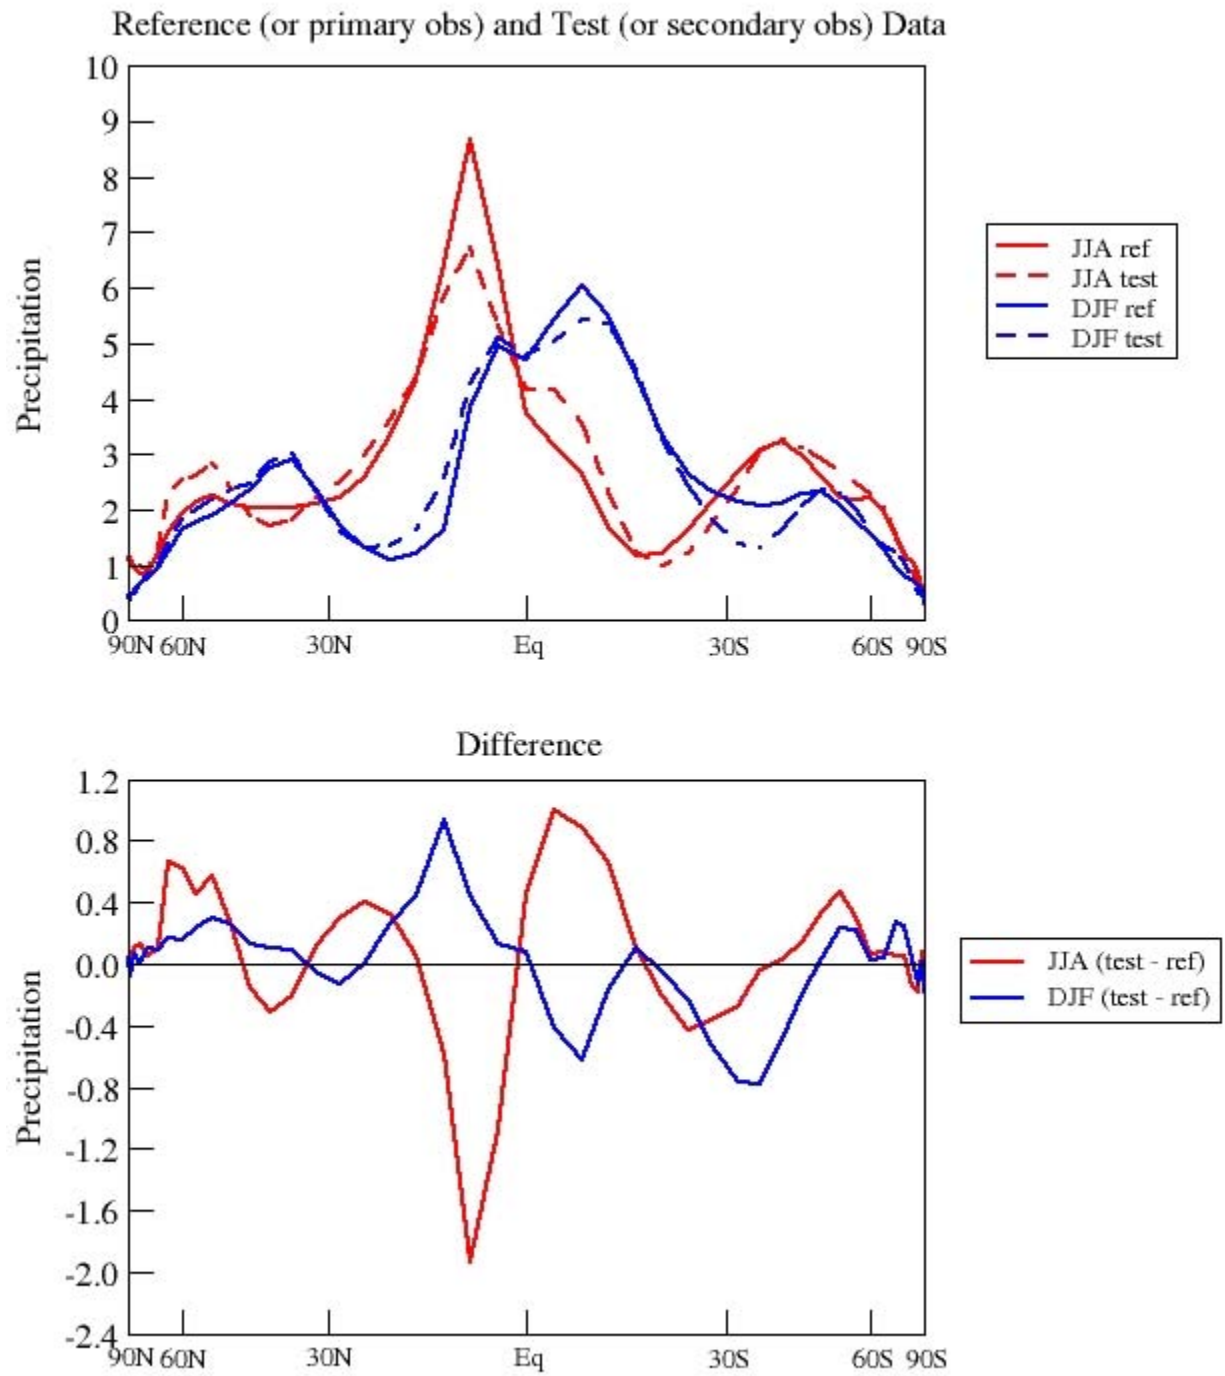 Reference (or primary obs) and Test (or secondary obs) Data
10
9
8
7
6
5
4
3
2
1
0
Precipitation
90N 60N 30N Eq 30S 60S 90S
JJA ref
JJA test
DJF ref
DJF test
Difference
1.2
0.8
0.4
0.0
-0.4
-0.8
-1.2
-1.6
-2.0
-2.4
Precipitation
90N 60N 30N Eq 30S 60S 90S
JJA (test - ref)
DJF (test - ref)